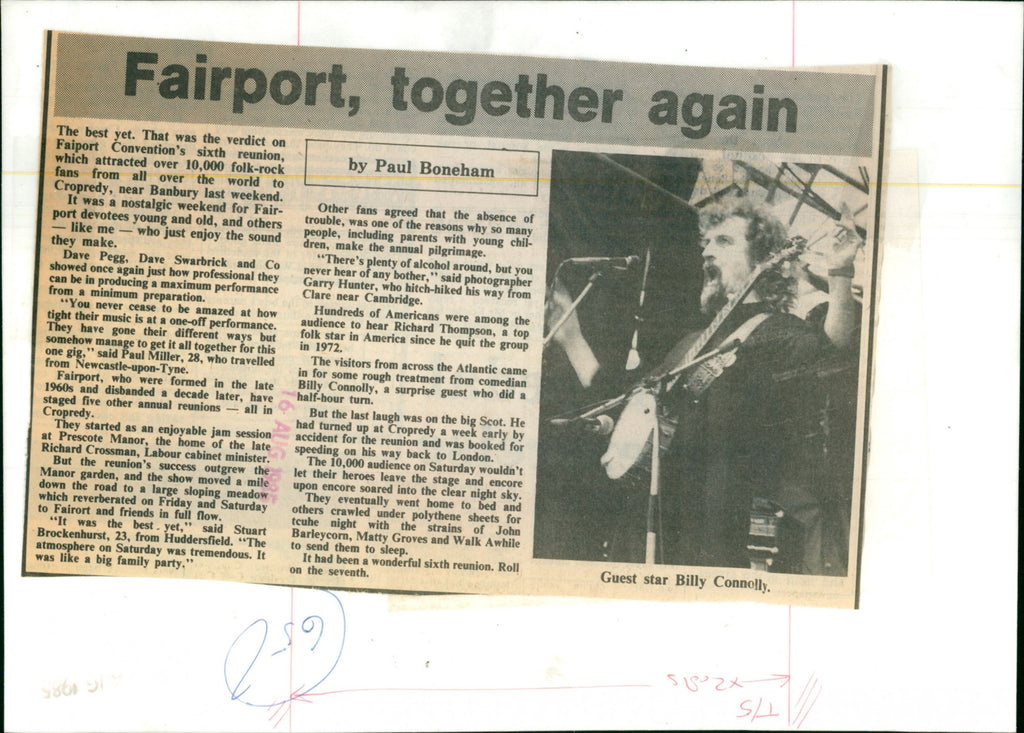 Fairport, together again
The best yet. That was the verdict on
Faiport Convention's sixth reunion,
which attracted over 10,000 folk-rock
fans from all over the world to
Cropredy, near Banbury last weekend.
It was a nostalgic weekend for Fair-
port devotees young and old, and others
— like me — who just enjoy the sound
they make.
Dave Pegg, Dave Swarbrick and Co
showed once again just how professional they
can be in producing a maximum performance
from a minimum preparation.
"You never cease to be amazed at how
tight their music is at a one-off performance.
They have gone their different ways but
somehow manage to get it all together for this
one gig," said Paul Miller, 28, who travelled
from Newcastle-upon-Tyne.
Fairport, who were formed in the late
1960s and disbanded a decade later, have
staged five other annual reunions — all in
Cropredy.
They started as an enjoyable jam session
at Prescote Manor, the home of the late
Richard Crossman, Labour cabinet minister.
But the reunion's success outgrew the
Manor garden, and the show moved a mile
down the road to a large sloping meadow
which reverberated on Friday and Saturday
to Fairort and friends in full flow.
"It was the best yet," said Stuart
Brockenhurst, 23, from Huddersfield. "The
atmosphere on Saturday was tremendous. It
was like a big family party."
by Paul Boneham
Other fans agreed that the absence of
trouble, was one of the reasons why so many
people, including parents with young chil-
dren, make the annual pilgrimage.
"There's plenty of alcohol around, but you
never hear of any bother," said photographer
Garry Hunter, who hitch-hiked his way from
Clare near Cambridge.
Hundreds of Americans were among the
audience to hear Richard Thompson, a top
folk star in America since he quit the group
in 1972.
The visitors from across the Atlantic came
in for some rough treatment from comedian
Billy Connolly, a surprise guest who did a
half-hour turn.
But the last laugh was on the big Scot. He
had turned up at Cropredy a week early by
accident for the reunion and was booked for
speeding on his way back to London.
The 10,000 audience on Saturday wouldn't
let their heroes leave the stage and encore
upon encore soared into the clear night sky.
They eventually went home to bed and
others crawled under polythene sheets for
tcuhe night with the strains of John
Barleycorn, Matty Groves and Walk Awhile
to send them to sleep.
It had been a wonderful sixth reunion. Roll
on the seventh.
16 AUG 1985
Guest star Billy Connolly.
T/S